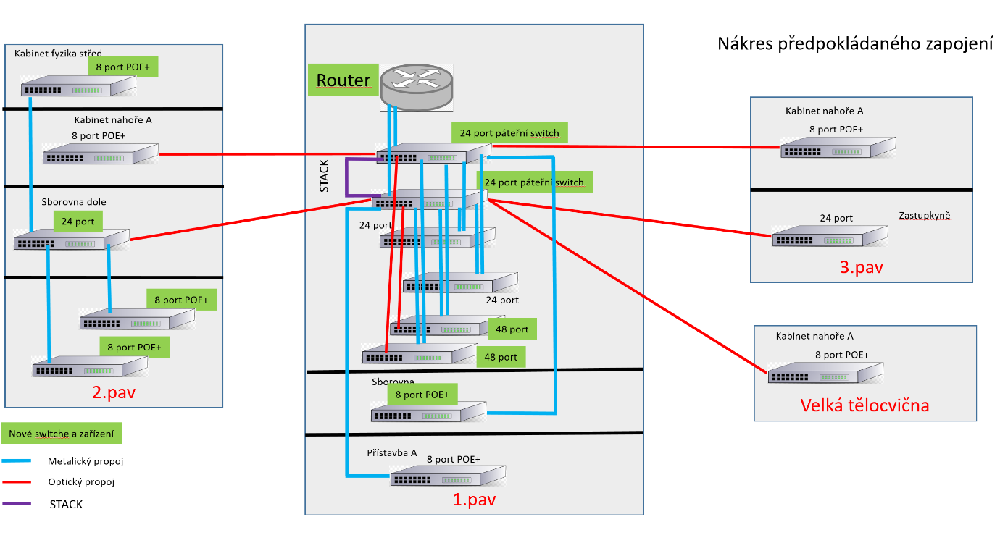 Nákres předpokládaného zapojení
Kabinet fyzika střed
8 port POE+
Kabinet nahoře A
8 port POE+
Sborovna dole
24 port
8 port POE+
8 port POE+
2.pav
Router
24 port páteřní switch
STACK
24 port páteřní switch
24 port
24 port
48 port
48 port
Sborovna
8 port POE+
Přístavba A
8 port POE+
1.pav
Kabinet nahoře A
8 port POE+
24 port
Zastupkyně
3.pav
Kabinet nahoře A
8 port POE+
Velká tělocvična
Nové switche a zařízení
Metalický propoj
Optický propoj
STACK